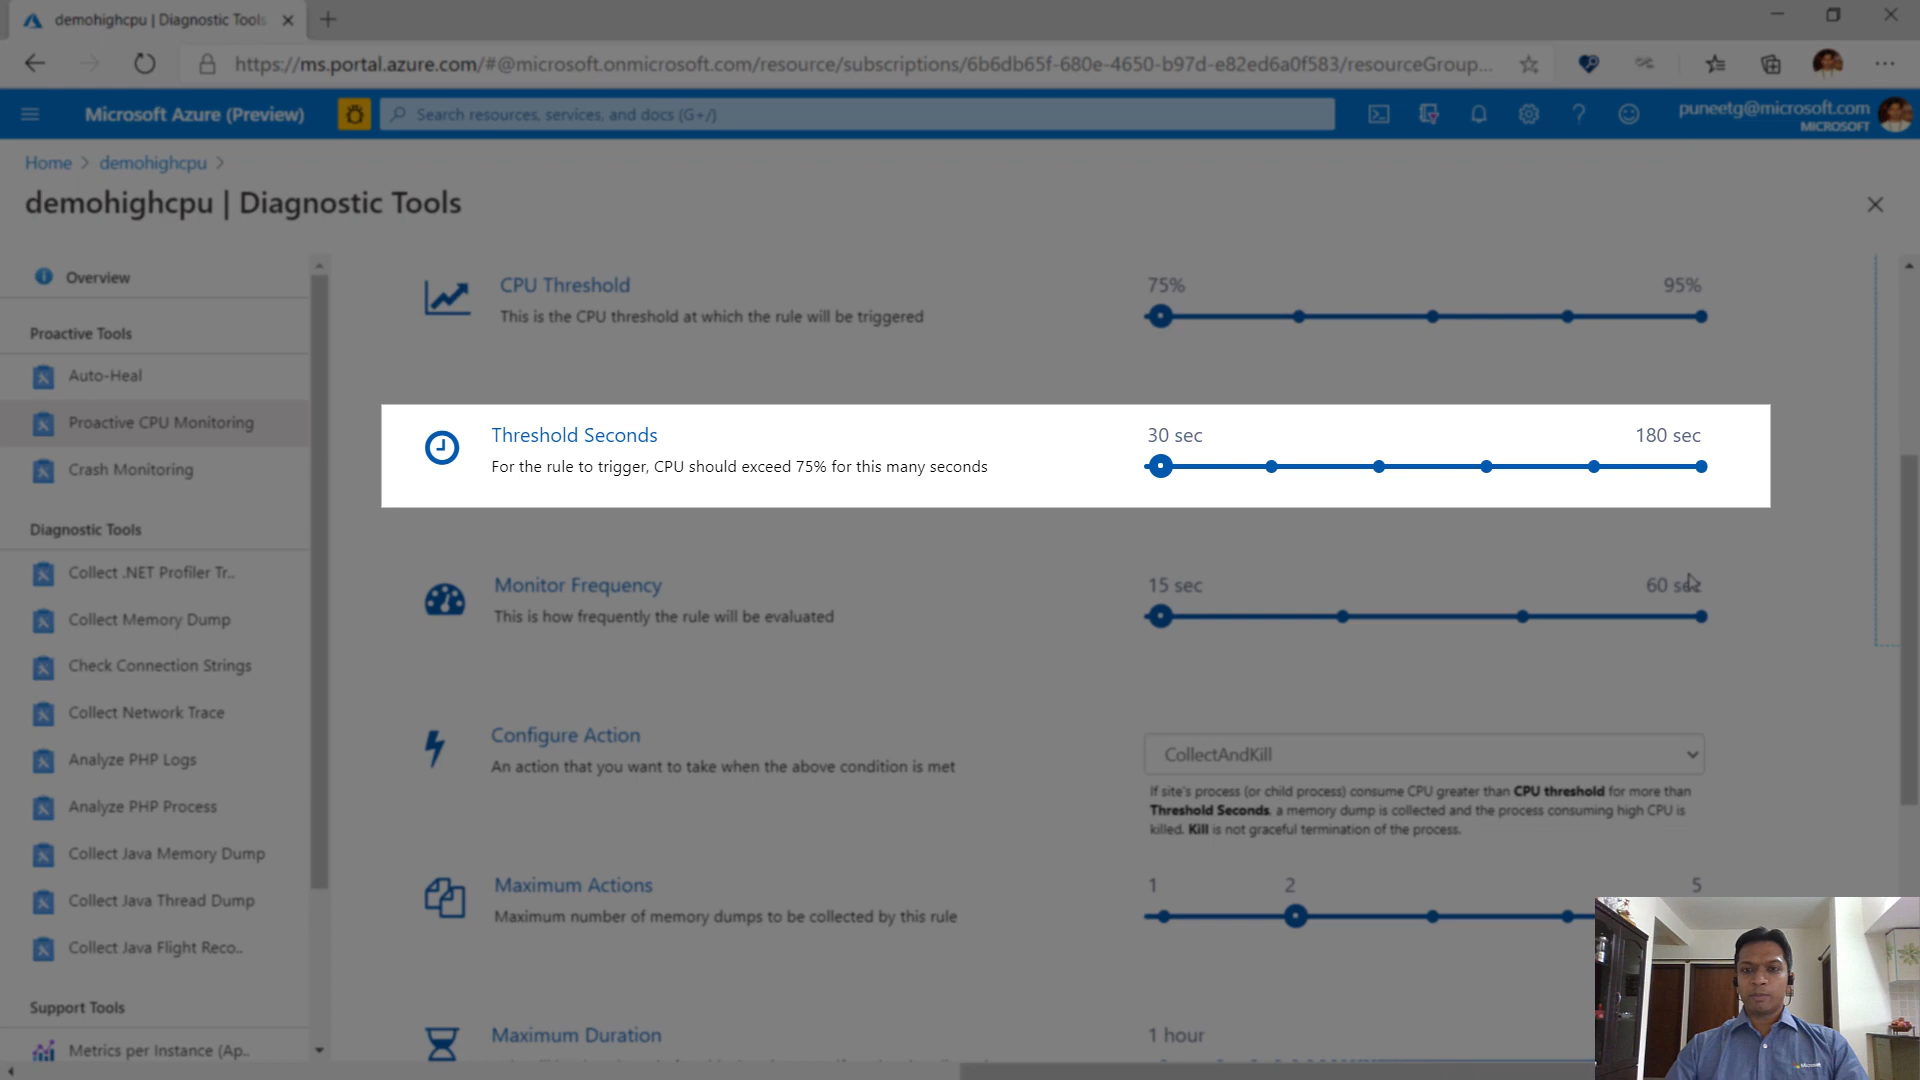 demohighcpu | Diagnostic Tools
https://ms.portal.azure.com/#@microsoft.onmicrosoft.com/resource/subscriptions/6b6db65f-680e-4650-b97d-e82ed6a0f583/resourceGroup...
Microsoft Azure (Preview)
Search resources, services, and docs (G+/)
puneetg@microsoft.com
MICROSOFT
Home > demohighcpu >
demohighcpu | Diagnostic Tools
Overview
Proactive Tools
Auto-Heal
Proactive CPU Monitoring
Crash Monitoring
Diagnostic Tools
Collect .NET Profiler Tr..
Collect Memory Dump
Check Connection Strings
Collect Network Trace
Analyze PHP Logs
Analyze PHP Process
Collect Java Memory Dump
Collect Java Thread Dump
Collect Java Flight Reco..
Support Tools
Metrics per Instance (Ap..
CPU Threshold
This is the CPU threshold at which the rule will be triggered
75% 95%
Threshold Seconds
For the rule to trigger, CPU should exceed 75% for this many seconds
30 sec 180 sec
Monitor Frequency
This is how frequently the rule will be evaluated
15 sec 60 sec
Configure Action
An action that you want to take when the above condition is met
CollectAndKill
If site's process (or child process) consume CPU greater than CPU threshold for more than
Threshold Seconds, a memory dump is collected and the process consuming high CPU is
killed. Kill is not graceful termination of the process.
Maximum Actions
Maximum number of memory dumps to be collected by this rule
1 2 5
Maximum Duration
1 hour